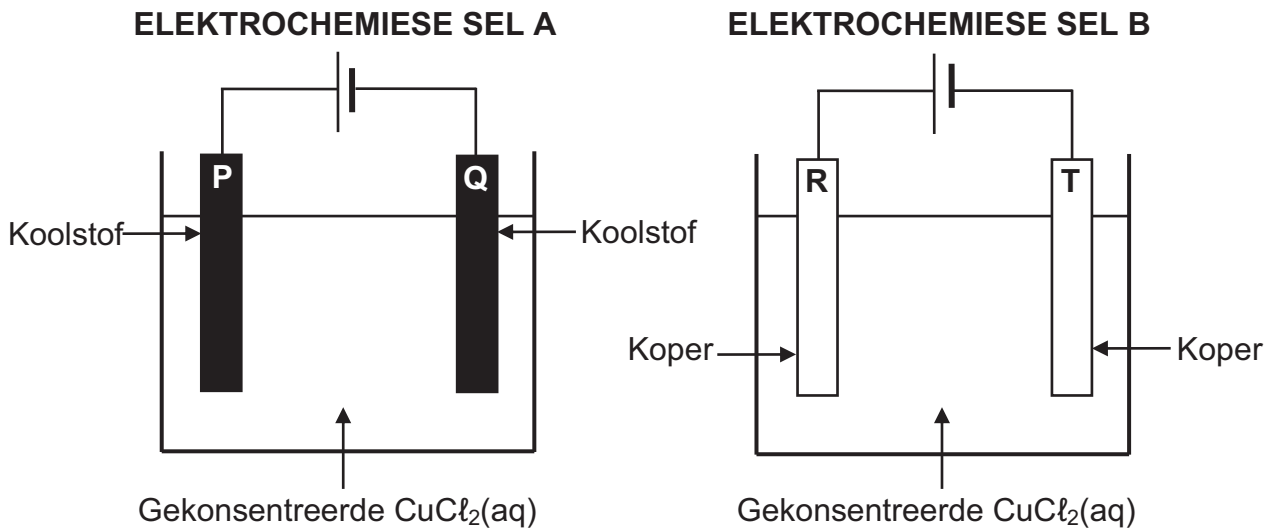 ELEKTROCHEMIESE SEL A
ELEKTROCHEMIESE SEL B
P
Q
R
T
Koolstof
Koolstof
Koper
Koper
Gekonsentreerde CuCℓ₂(aq)
Gekonsentreerde CuCℓ₂(aq)